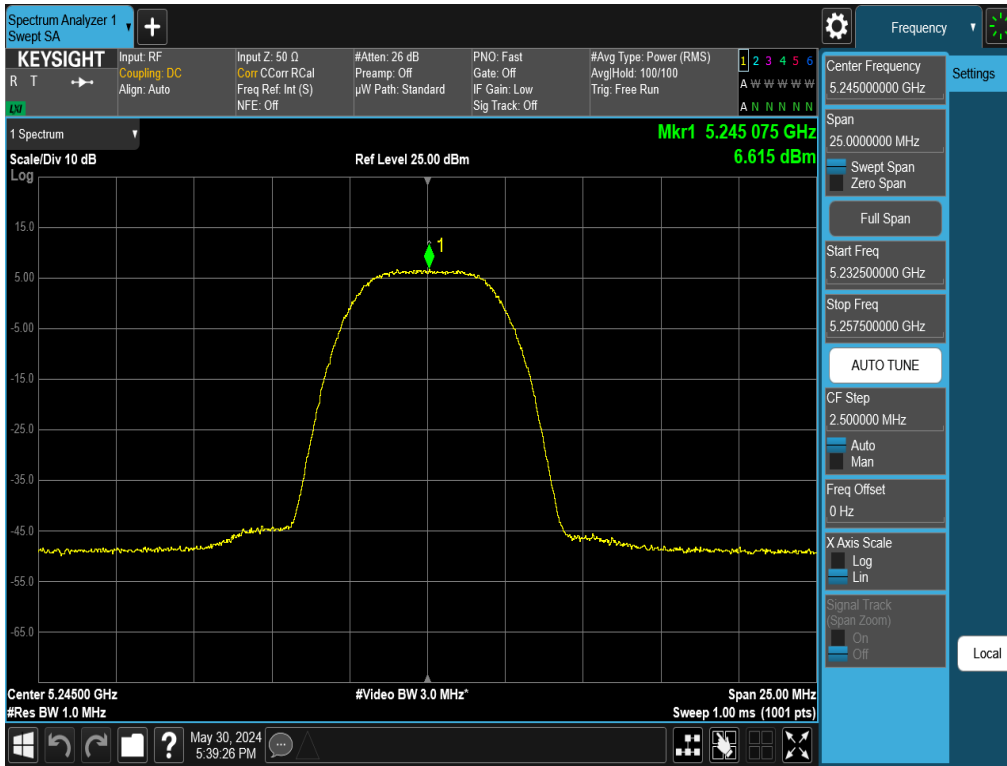 Spectrum Analyzer 1
Swept SA
Frequency
KEYSIGHT
R T
LXI
Input: RF
Coupling: DC
Align: Auto
Input Z: 50 Ω
Corr CCorr RCal
Freq Ref: Int (S)
NFE: Off
#Atten: 26 dB
Preamp: Off
µW Path: Standard
PNO: Fast
Gate: Off
IF Gain: Low
Sig Track: Off
#Avg Type: Power (RMS)
Avg|Hold: 100/100
Trig: Free Run
1 2 3 4 5 6
A W W W W W
A N N N N N
1 Spectrum
Scale/Div 10 dB
Log
Ref Level 25.00 dBm
Mkr1 5.245 075 GHz
6.615 dBm
1
15.0
5.00
-5.00
-15.0
-25.0
-35.0
-45.0
-55.0
-65.0
Center 5.24500 GHz
#Res BW 1.0 MHz
#Video BW 3.0 MHz*
Span 25.00 MHz
Sweep 1.00 ms (1001 pts)
Center Frequency
5.245000000 GHz
Settings
Span
25.0000000 MHz
Swept Span
Zero Span
Full Span
Start Freq
5.232500000 GHz
Stop Freq
5.257500000 GHz
AUTO TUNE
CF Step
2.500000 MHz
Auto
Man
Freq Offset
0 Hz
X Axis Scale
Log
Lin
Signal Track
(Span Zoom)
On
Off
Local
?
May 30, 2024
5:39:26 PM